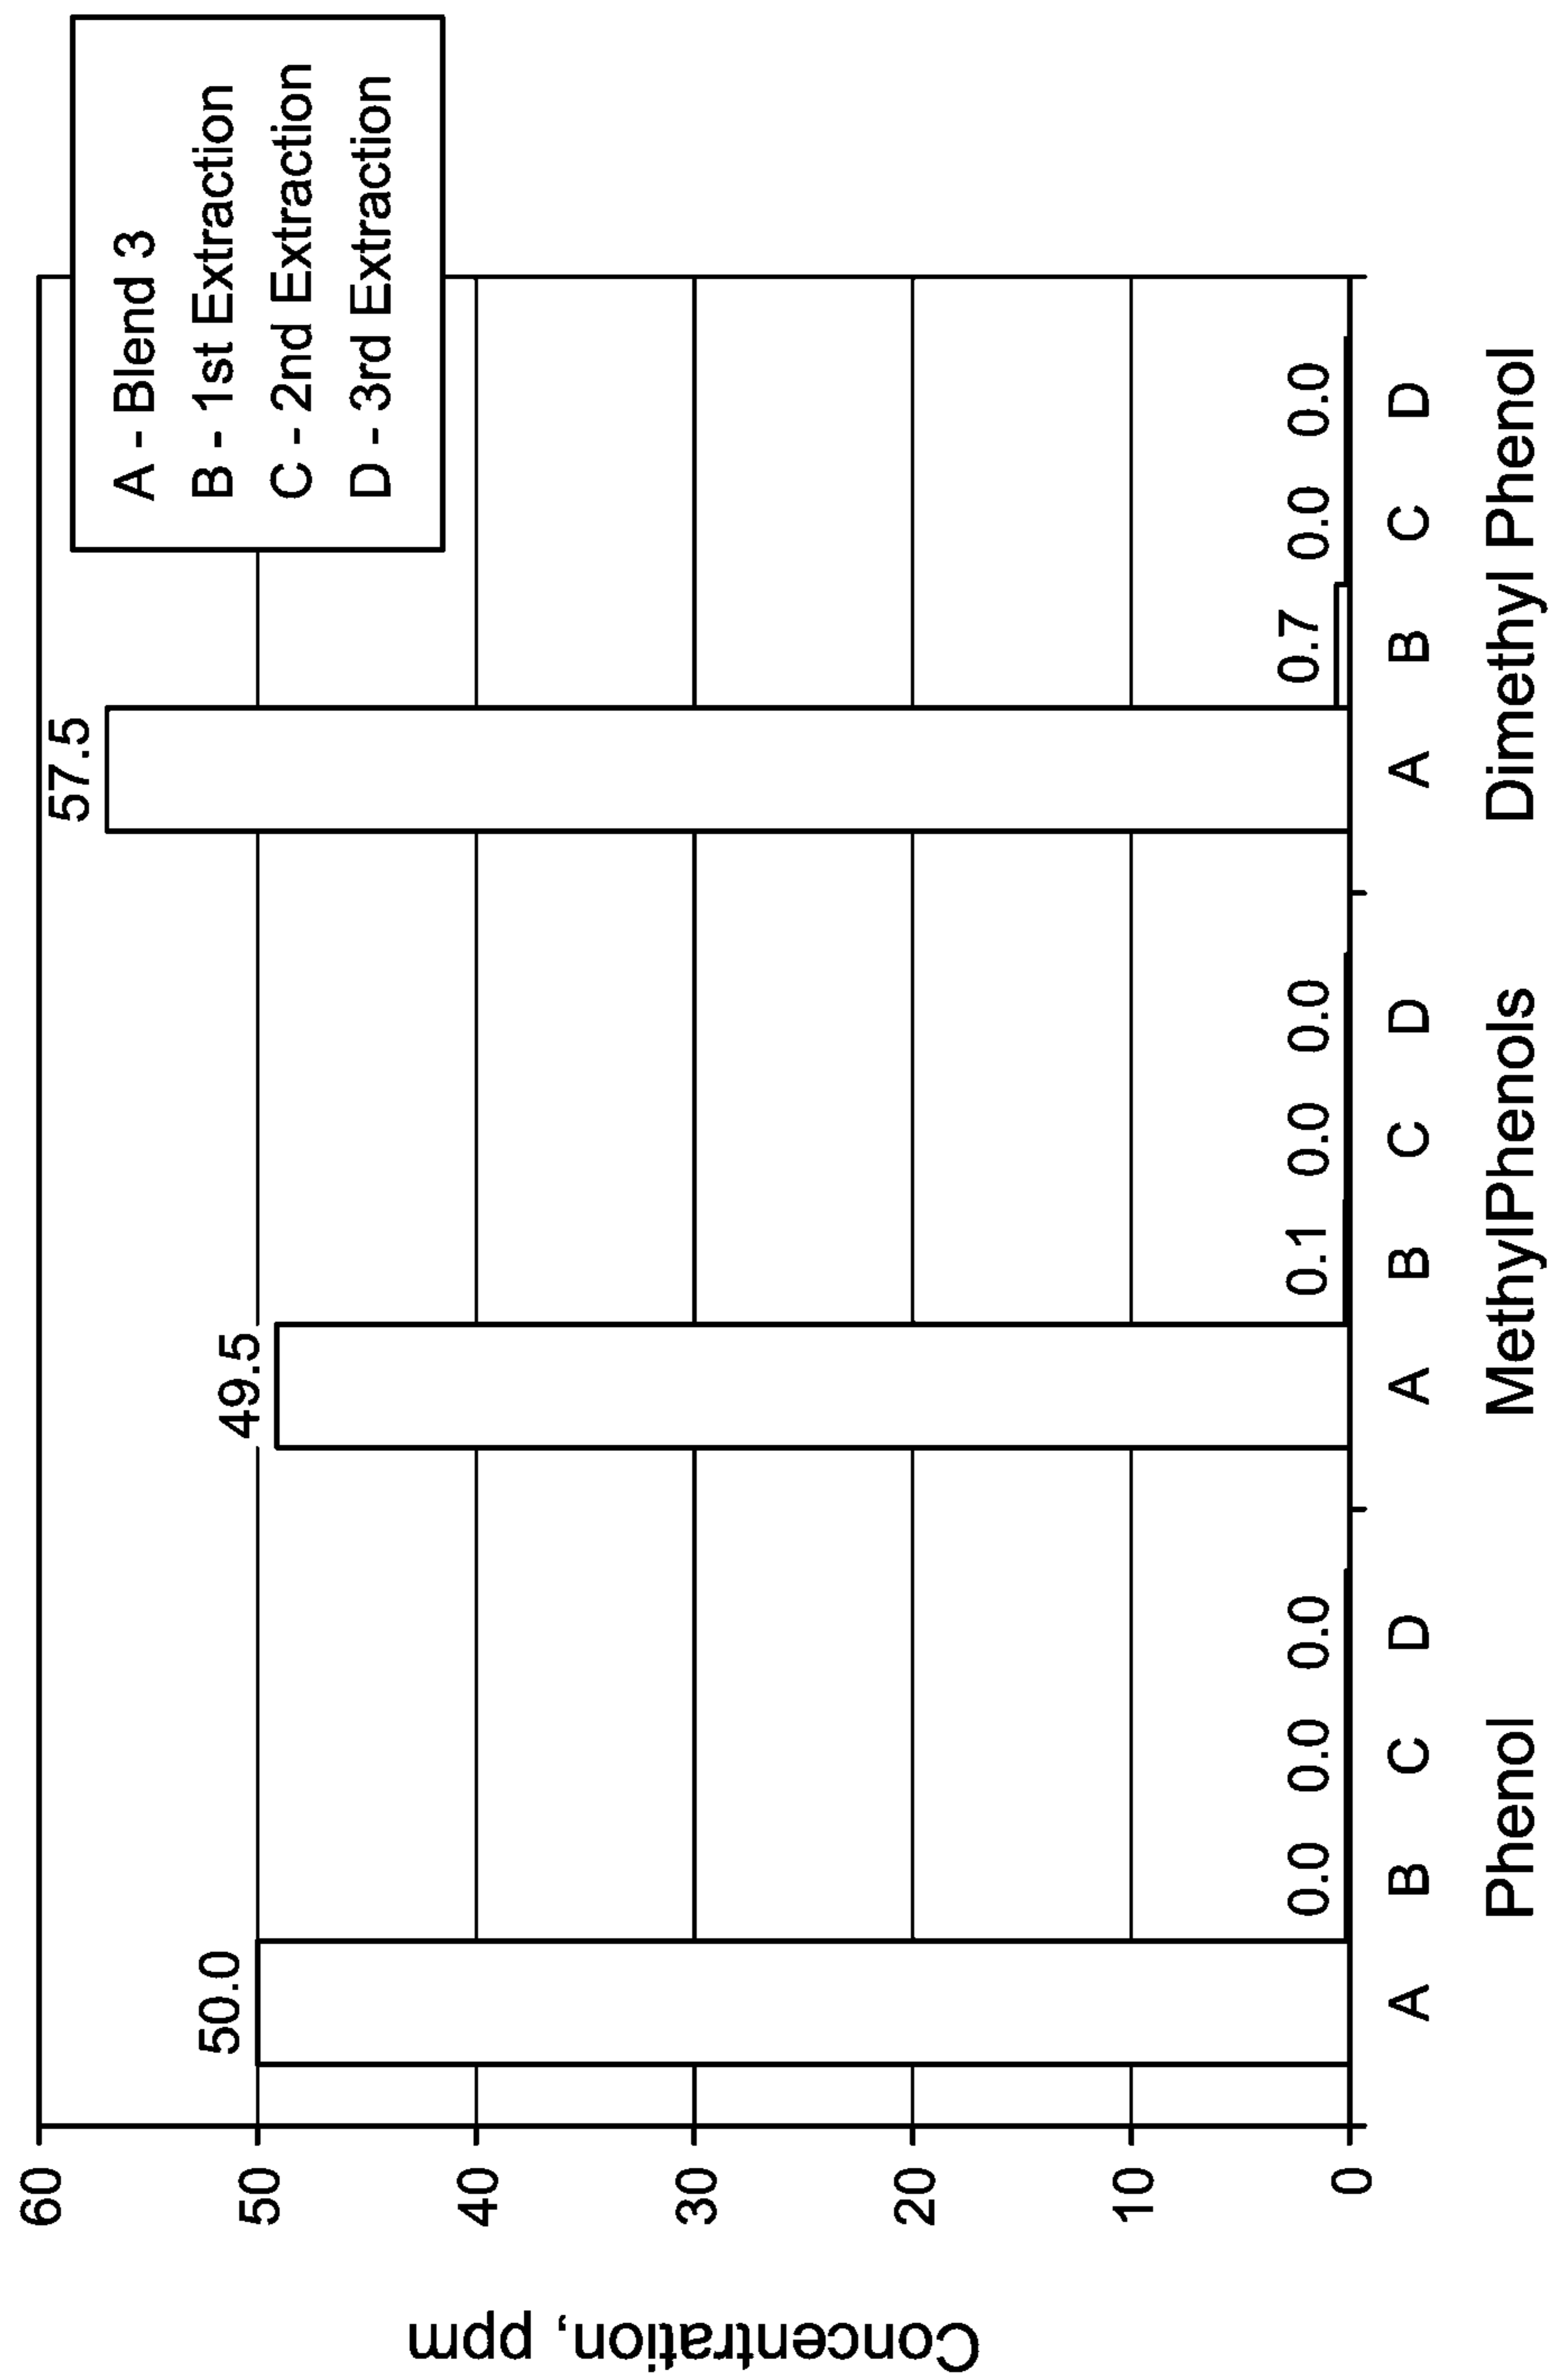 A - Blend 3
B - 1st Extraction
C - 2nd Extraction
D - 3rd Extraction
Concentration, ppm
60
50
40
30
20
10
0
50.0
0.0 0.0 0.0
49.5
0.1 0.0 0.0
57.5
0.7 0.0 0.0
A B C D A B C D A B C D
Phenol MethylPhenols Dimethyl Phenol